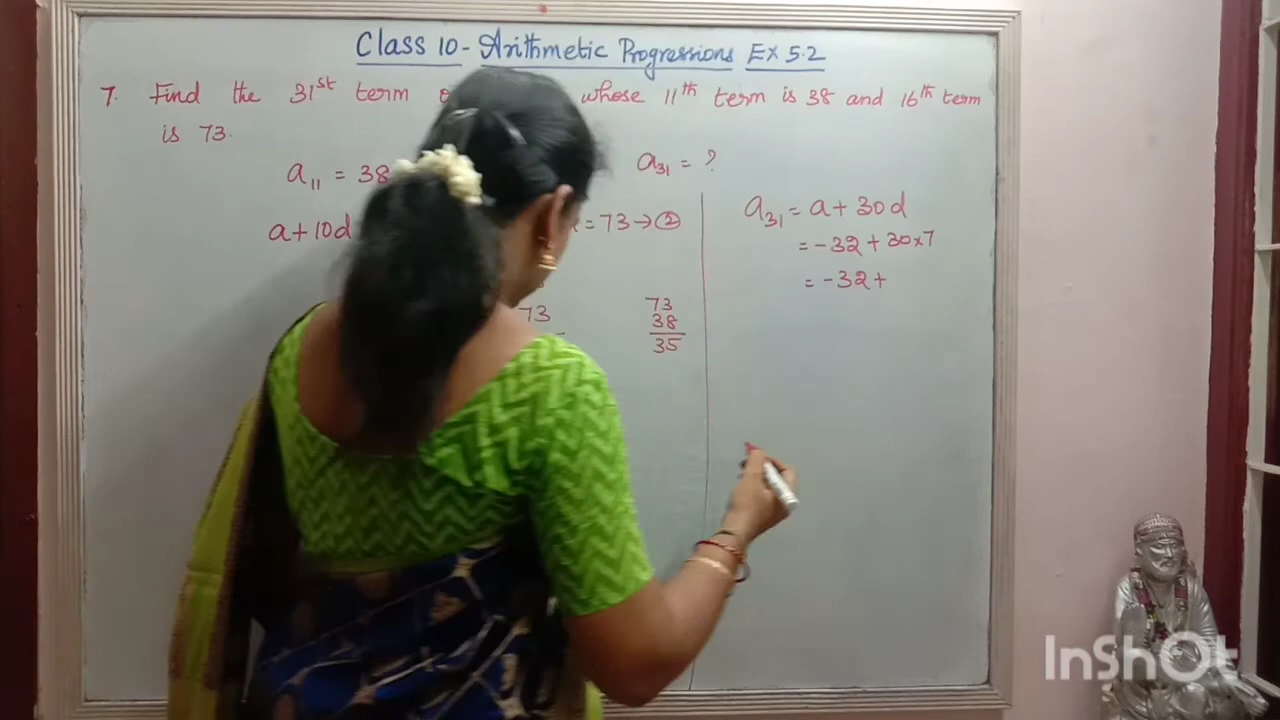 Class 10 - Arithmetic Progressions Ex 5.2
7. Find the 31st term whose 11th term is 38 and 16th term
is 73.
a11 = 38
a31 = ?
a+10d
= 73 → ②
73
73
38
35
a31 = a + 30d
= -32 + 30×7
= -32 +
InShOt